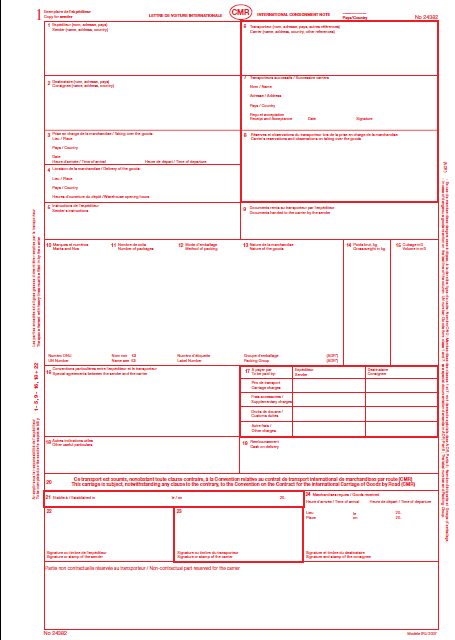 1
Exemplaire de l'expéditeur
Copy for sender
LETTRE DE VOITURE INTERNATIONALE
CMR
INTERNATIONAL CONSIGNMENT NOTE
Pays/Country
No 24382
1 Expéditeur (nom, adresse, pays)
Sender (name, address, country)
6 Transporteur (nom, adresse, pays, autres références)
Carrier (name, address, country, other references)
2 Destinataire (nom, adresse, pays)
Consignee (name, address, country)
7 Transporteurs successifs / Successive carriers
Nom / Name
Adresse / Address
Pays / Country
Reçu et acceptation
Receipt and Acceptance Date Signature
3 Prise en charge de la marchandise / Taking over the goods
Lieu / Place
Pays / Country
Date
Heure d'arrivée / Time of arrival Heure de départ / Time of departure
8 Réserves et observations du transporteur lors de la prise en charge de la marchandise
Carrier's reservations and observations on taking over the goods
4 Livraison de la marchandise / Delivery of the goods
Lieu / Place
Pays / Country
Heures d'ouverture du dépôt / Warehouse opening hours
5 Instructions de l'expéditeur
Sender's instructions
9 Documents remis au transporteur par l'expéditeur
Documents handed to the carrier by the sender
10 Marques et numéros
Marks and Nos
11 Nombre de colis
Number of packages
12 Mode d'emballage
Method of packing
13 Nature de la marchandise
Nature of the goods
14 Poids brut, kg
Gross weight in kg
15 Cubage m3
Volume in m3
Numéro ONU Nom voir 13 Numéro d'étiquette Groupe d'emballage (ADR*)
UN Number Name see 13 Label Number Packing Group (ADR*)
16 Conventions particulières entre l'expéditeur et le transporteur
Special agreements between the sender and the carrier
17 A payer par
To be paid by:
Expéditeur
Sender
Destinataire
Consignee
Prix de transport
Carriage charges
Frais accessoires /
Supplementary charges
Droits de douane /
Customs duties
Autres frais /
Other charges
18 Autres indications utiles
Other useful particulars
19 Remboursement
Cash on delivery
20 Ce transport est soumis, nonobstant toute clause contraire, à la Convention relative au contrat de transport international de marchandises par route (CMR)
This carriage is subject, notwithstanding any clause to the contrary, to the Convention on the Contract for the international Carriage of Goods by Road (CMR)
21 Etablie à / Established in le / on 20..
24 Marchandises reçues / Goods received
Heure d'arrivée / Time of arrival Heure de départ / Time of departure
Lieu le 20..
Place on 20..
22
Signature ou timbre de l'expéditeur
Signature or stamp of the sender
23
Signature ou timbre du transporteur
Signature or stamp of the carrier
Signature et timbre du destinataire
Signature and stamp of the consignee
Partie non contractuelle réservée au transporteur / Non-contractual part reserved for the carrier
No 24382
Modèle IRU 2007
1 - 5, 9 - 16, 18 - 22